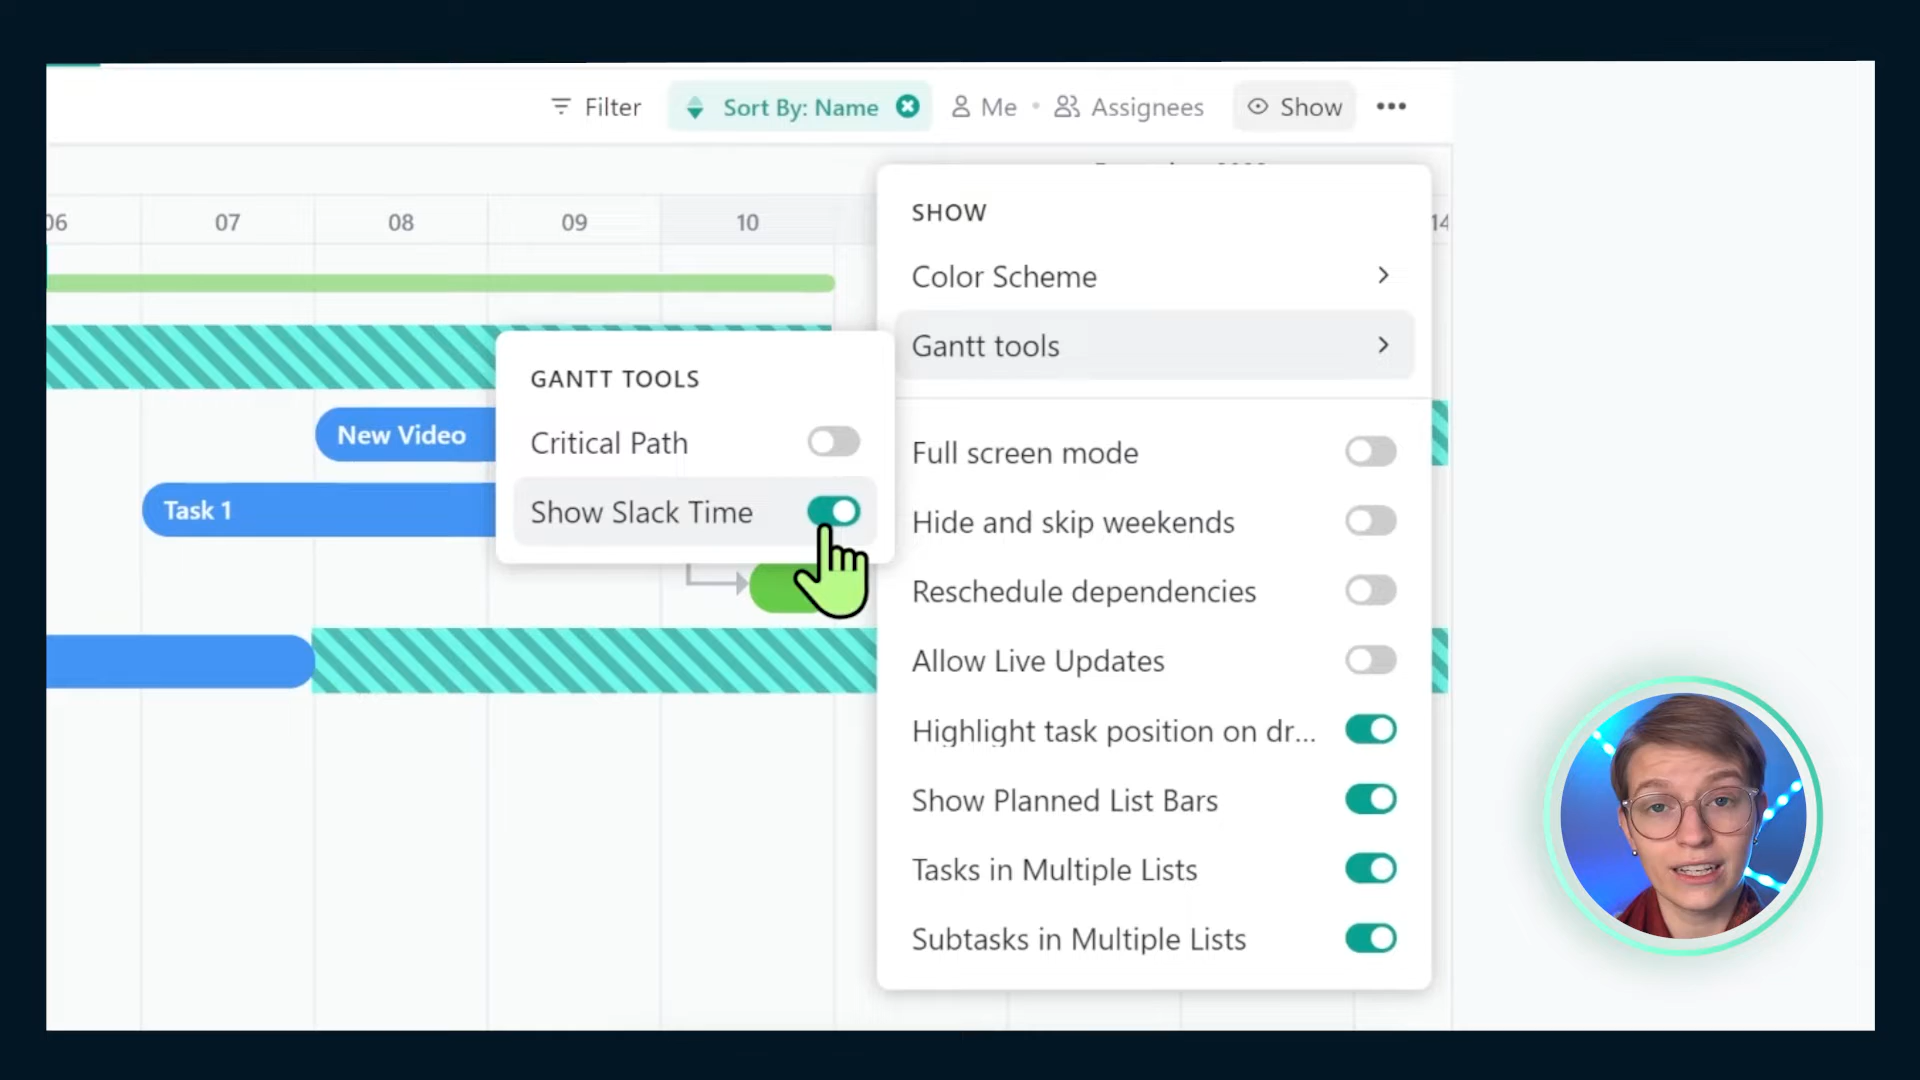 Filter
Sort By: Name
Me
Assignees
Show
06
07
08
09
10
14
SHOW
Color Scheme
Gantt tools
GANTT TOOLS
Critical Path
Show Slack Time
New Video
Task 1
Full screen mode
Hide and skip weekends
Reschedule dependencies
Allow Live Updates
Highlight task position on dr...
Show Planned List Bars
Tasks in Multiple Lists
Subtasks in Multiple Lists